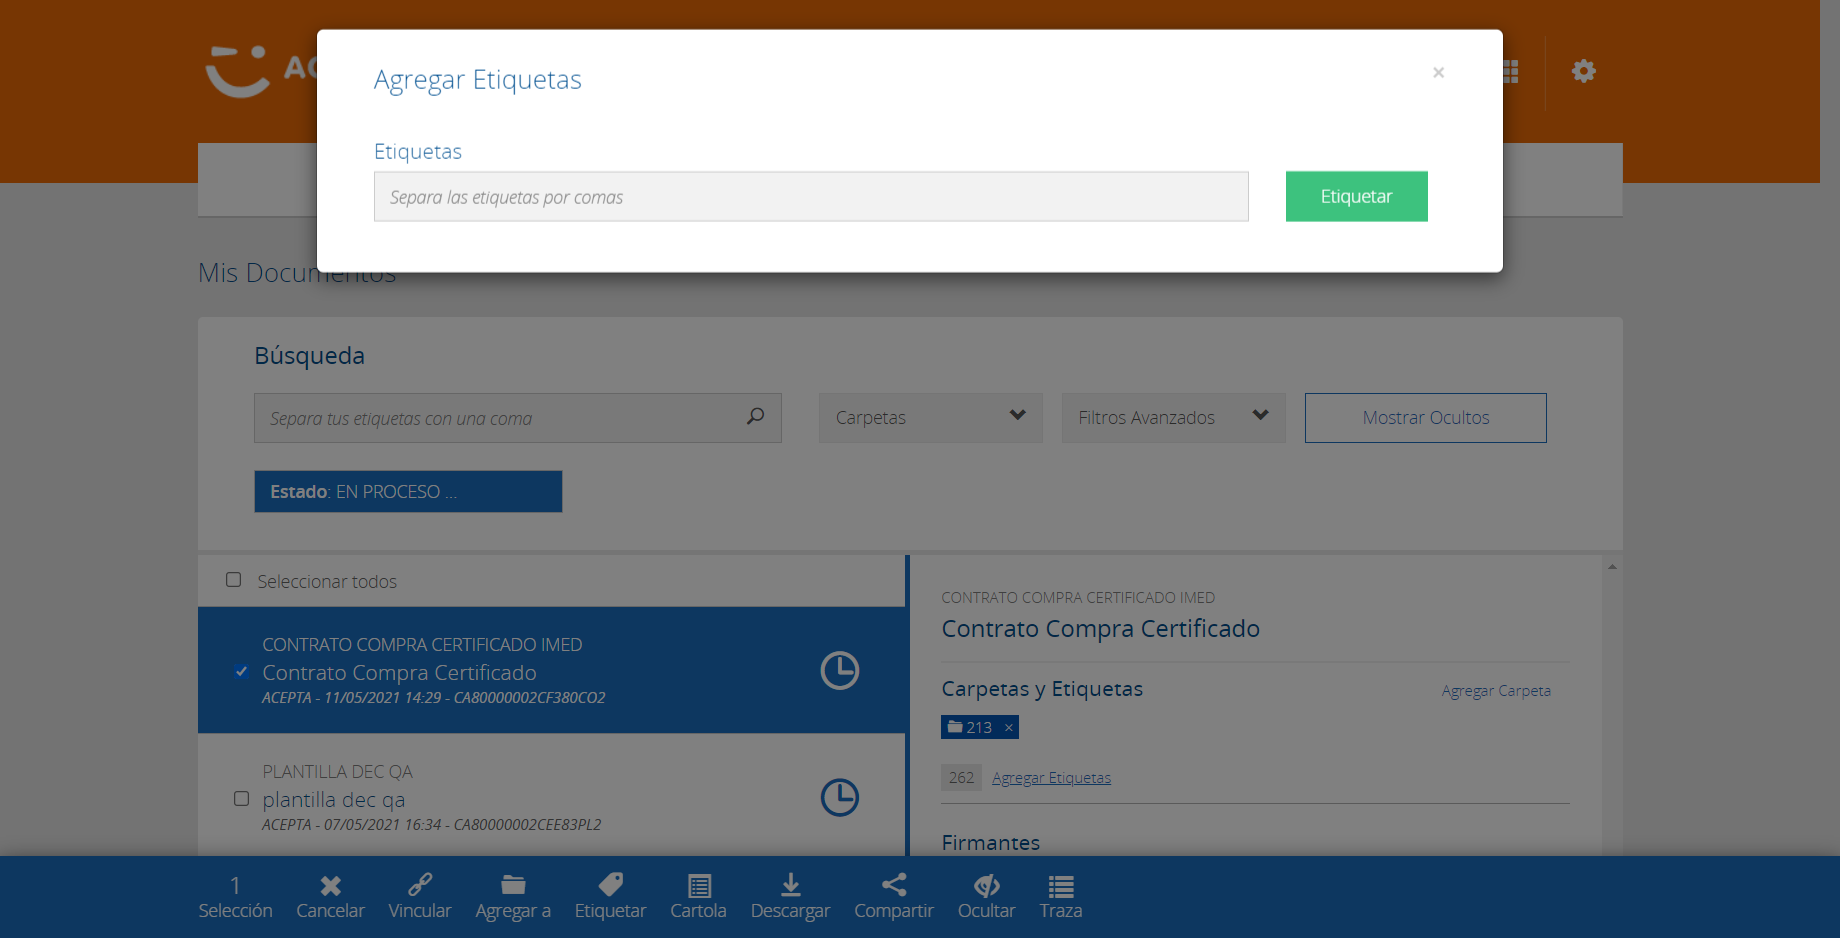 AC
Agregar Etiquetas
×
Etiquetas
Separa las etiquetas por comas
Etiquetar
Mis Documentos
Búsqueda
Separa tus etiquetas con una coma
Carpetas
Filtros Avanzados
Mostrar Ocultos
Estado: EN PROCESO ...
Seleccionar todos
CONTRATO COMPRA CERTIFICADO IMED
Contrato Compra Certificado
ACEPTA - 11/05/2021 14:29 - CA80000002CF380CO2
PLANTILLA DEC QA
plantilla dec qa
ACEPTA - 07/05/2021 16:34 - CA80000002CEE83PL2
CONTRATO COMPRA CERTIFICADO IMED
Contrato Compra Certificado
Carpetas y Etiquetas
Agregar Carpeta
213 ×
262 Agregar Etiquetas
Firmantes
1
Selección Cancelar Vincular Agregar a Etiquetar Cartola Descargar Compartir Ocultar Traza